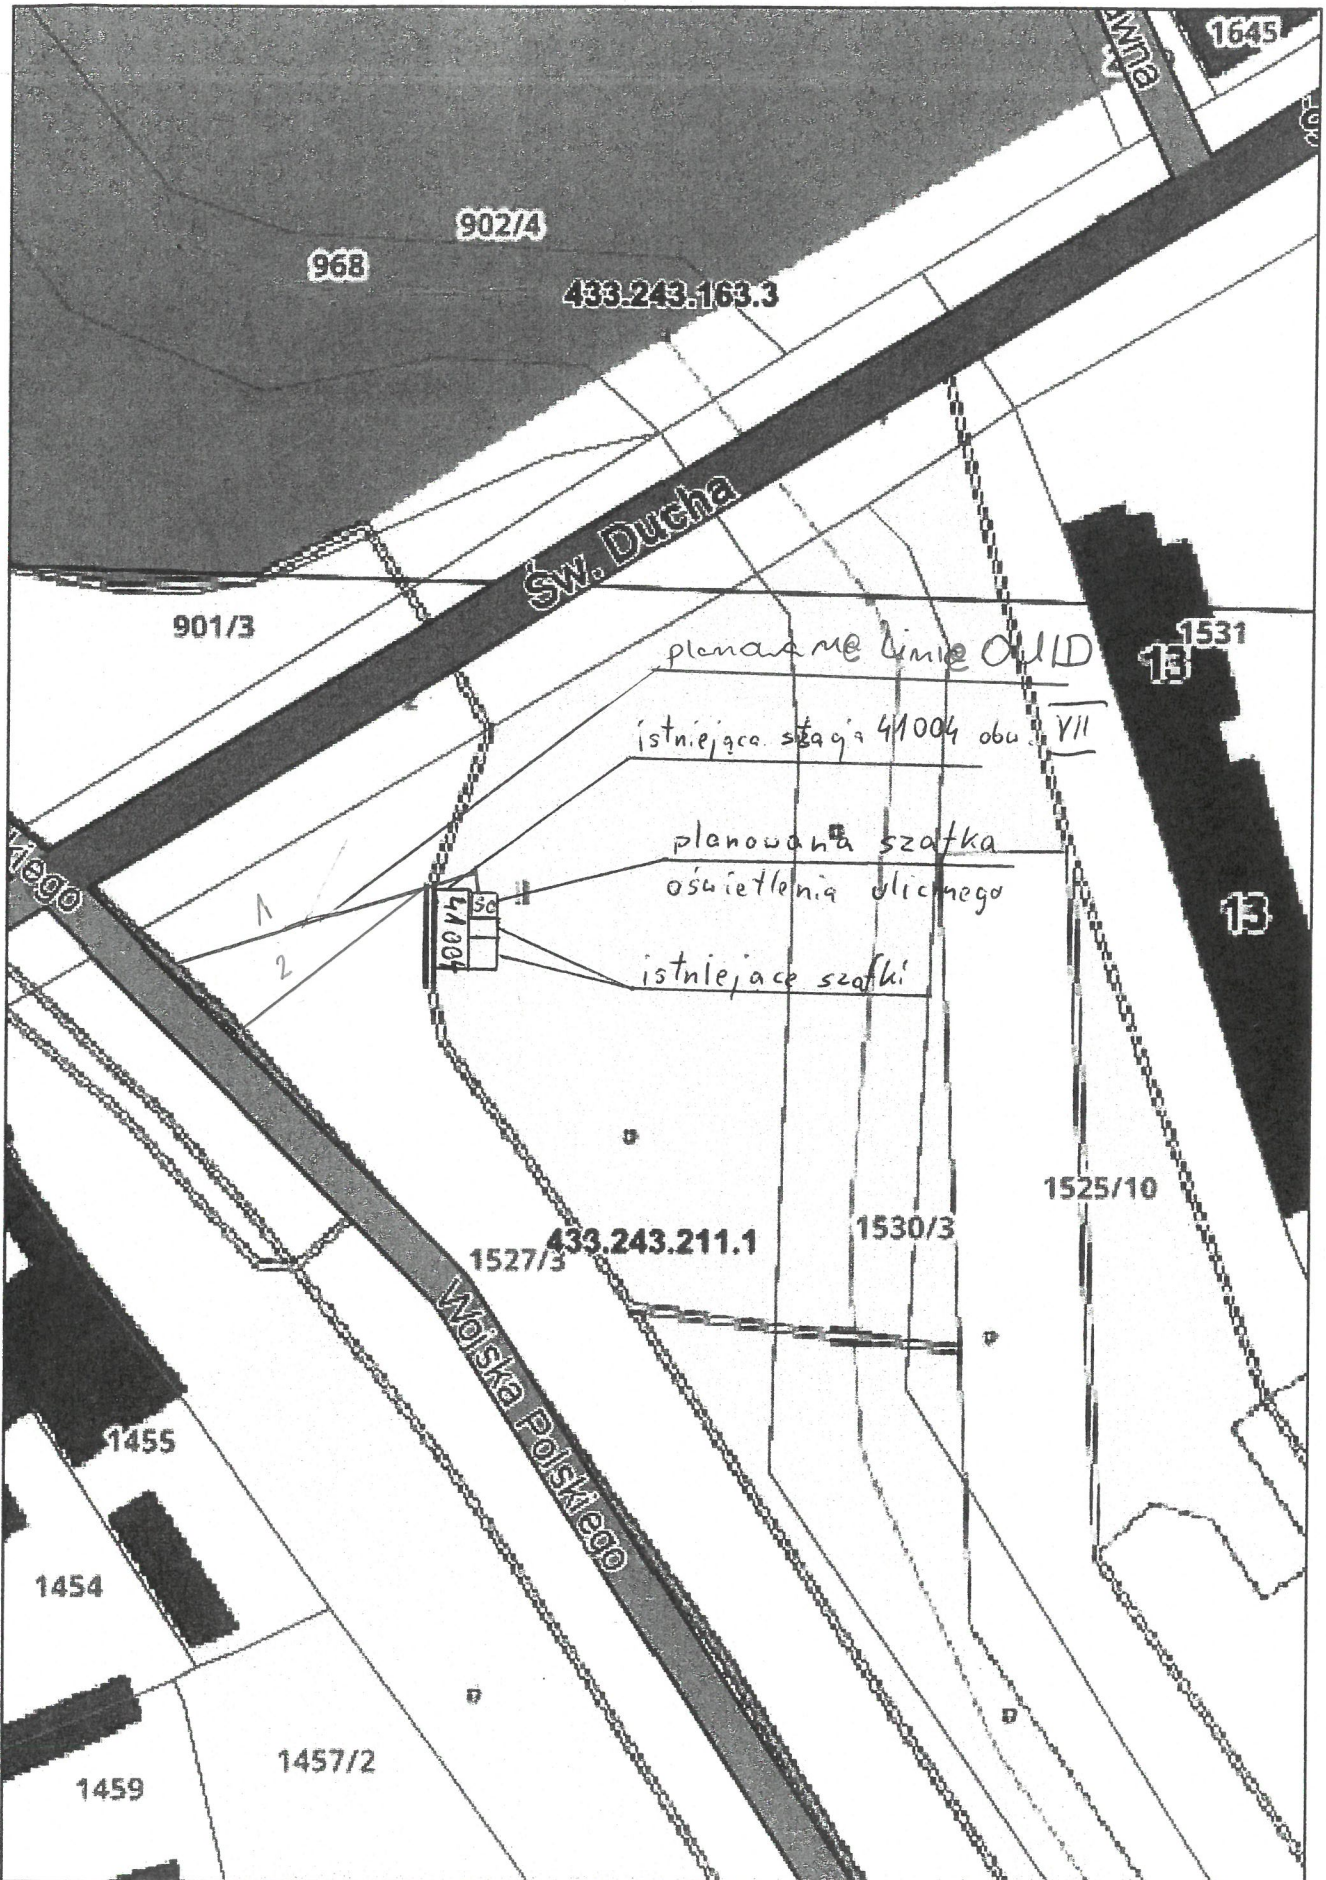 1645
awna
902/4
968
433.243.163.3
Św. Ducha
901/3
1531
13
planowane linie OUID
istniejąca stacja 41004 obw. VII
planowana szafka
oświetlenia ulicznego
13
kiego
1
2
41004
SO
istniejące szafki
1525/10
1530/3
433.243.211.1
1527/3
Wojska Polskiego
1455
1454
1457/2
1459